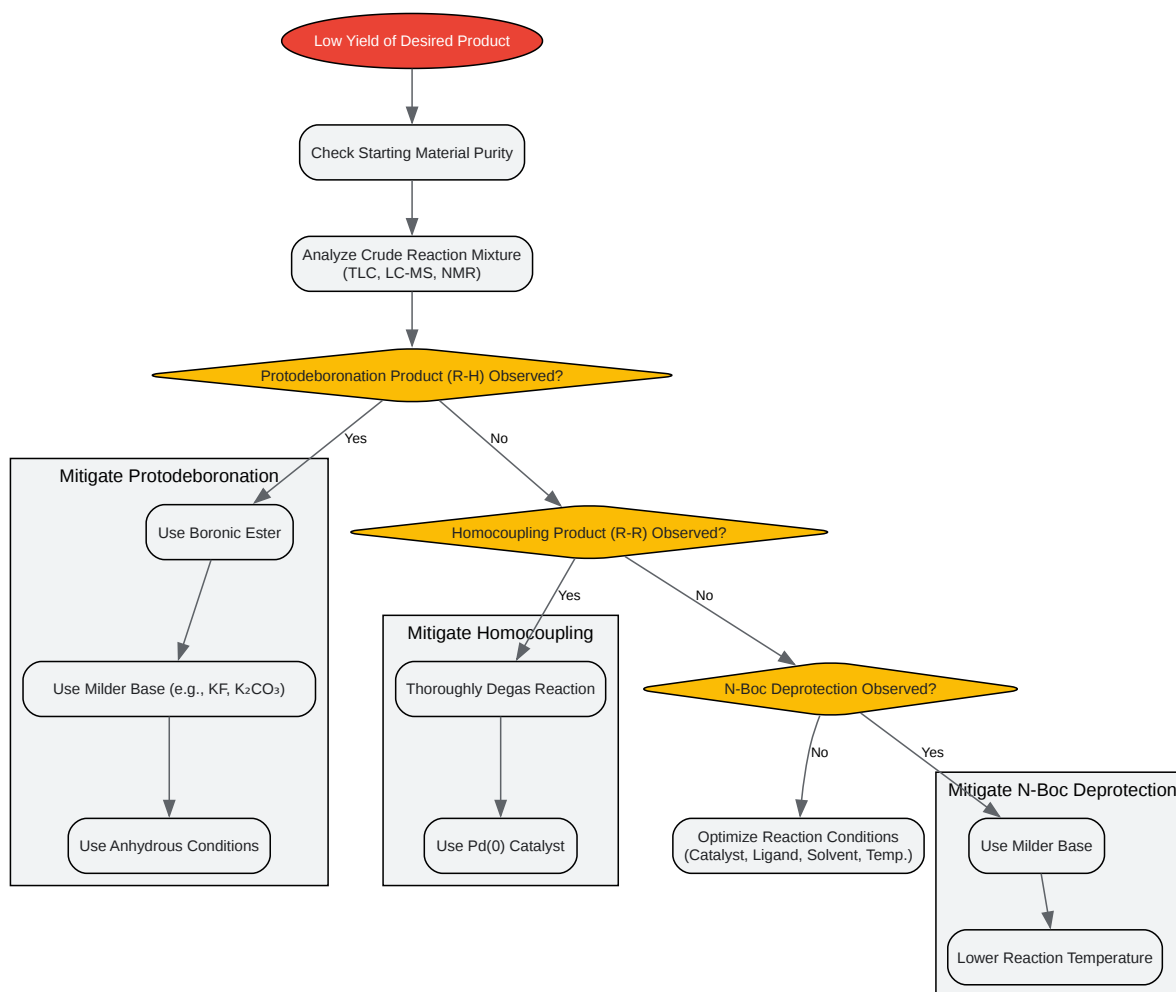 Low Yield of Desired Product
Check Starting Material Purity
Analyze Crude Reaction Mixture
(TLC, LC-MS, NMR)
Protodeboronation Product (R-H) Observed?
Yes
No
Mitigate Protodeboronation
Use Boronic Ester
Use Milder Base (e.g., KF, K₂CO₃)
Use Anhydrous Conditions
Homocoupling Product (R-R) Observed?
Yes
No
Mitigate Homocoupling
Thoroughly Degas Reaction
Use Pd(0) Catalyst
N-Boc Deprotection Observed?
No
Yes
Optimize Reaction Conditions
(Catalyst, Ligand, Solvent, Temp.)
Mitigate N-Boc Deprotection
Use Milder Base
Lower Reaction Temperature